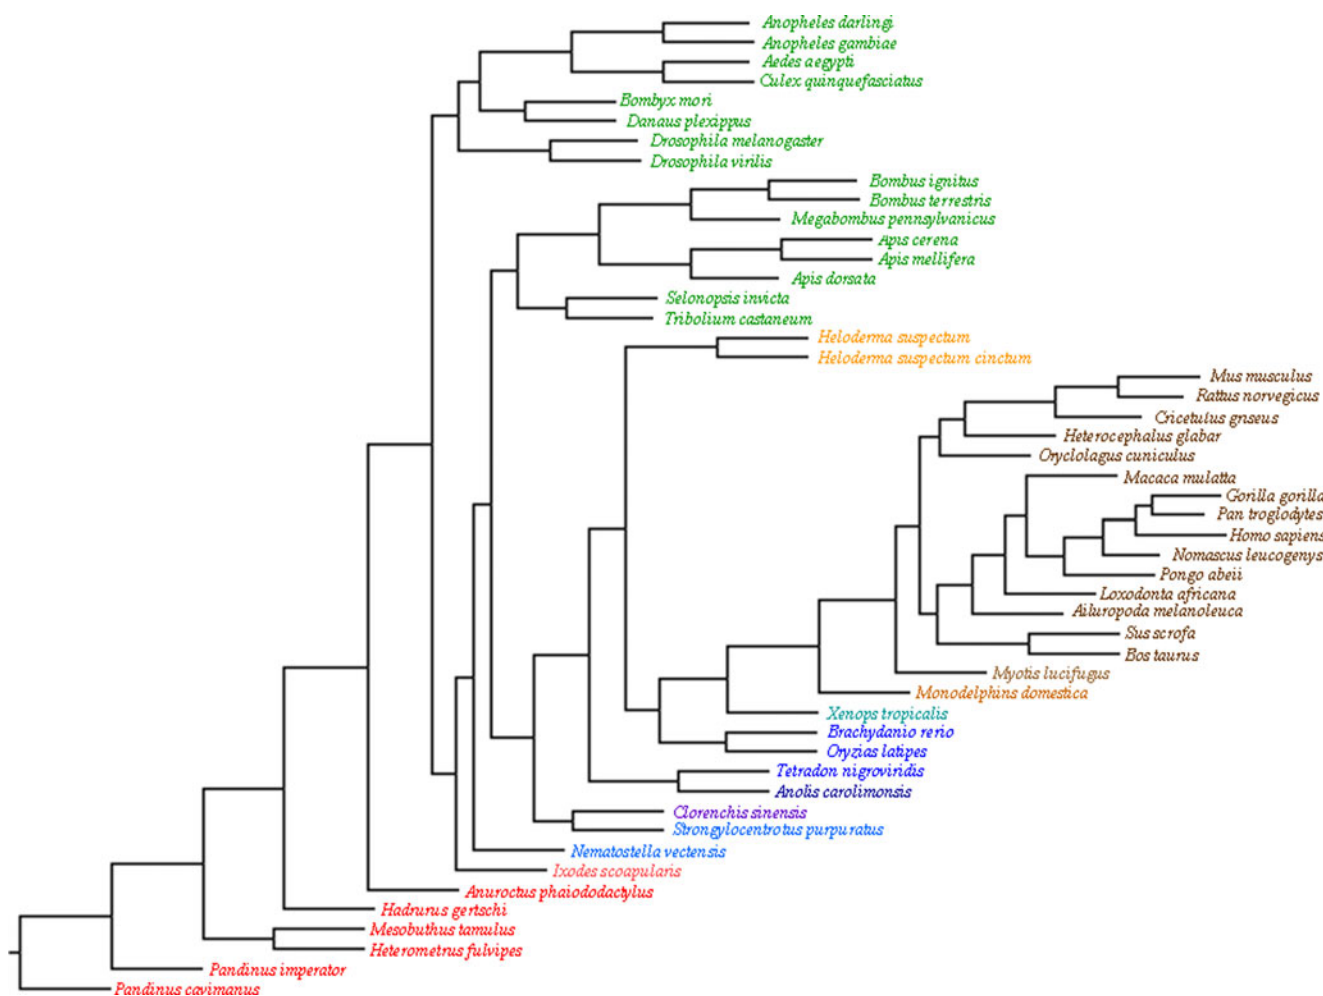 Anopheles darlingi
Anopheles gambiae
Aedes aegypti
Culex quinquefasciatus
Bombyx mori
Danaus plexippus
Drosophila melanogaster
Drosophila virilis
Bombus ignitus
Bombus terrestris
Megabombus pennsylvanicus
Apis cerena
Apis mellifera
Apis dorsata
Selonopsis invicta
Tribolium castaneum
Heloderma suspectum
Heloderma suspectum cinctum
Mus musculus
Rattus norvegicus
Cricetulus griseus
Heterocephalus glabar
Oryclolagus cuniculus
Macaca mulatta
Gorilla gorilla
Pan troglodytes
Homo sapiens
Nomascus leucogenys
Pongo abeii
Loxodonta africana
Ailuropoda melanoleuca
Sus scrofa
Bos taurus
Myotis lucifugus
Monodelphins domestica
Xenops tropicalis
Brachydanio rerio
Oryzias latipes
Tetradon nigroviridis
Anolis carolimonsis
Clorenchis sinensis
Strongylocentrotus purpuratus
Nematostella vectensis
Ixodes scoapularis
Anuroctus phaiododactylus
Hadrurus gertschi
Mesobuthus tamulus
Heterometrus fulvipes
Pandinus imperator
Pandinus cavimanus